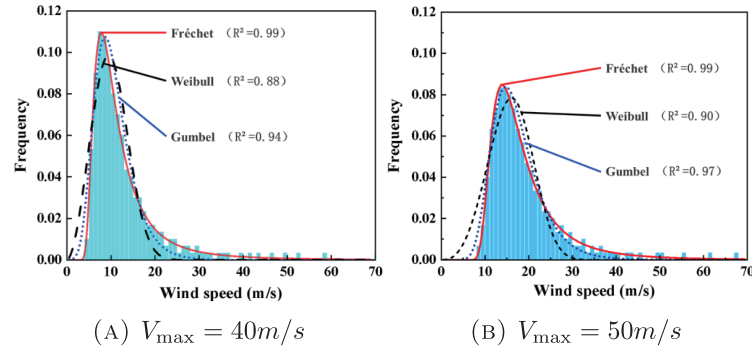 0.12
0.10
0.08
0.06
0.04
0.02
0.00
Frequency
Fréchet (R²=0.99)
Weibull (R²=0.88)
Gumbel (R²=0.94)
0 10 20 30 40 50 60 70
Wind speed (m/s)
(A) V_max = 40m/s
0.12
0.10
0.08
0.06
0.04
0.02
0.00
Frequency
Fréchet (R²=0.99)
Weibull (R²=0.90)
Gumbel (R²=0.97)
0 10 20 30 40 50 60 70
Wind speed (m/s)
(B) V_max = 50m/s